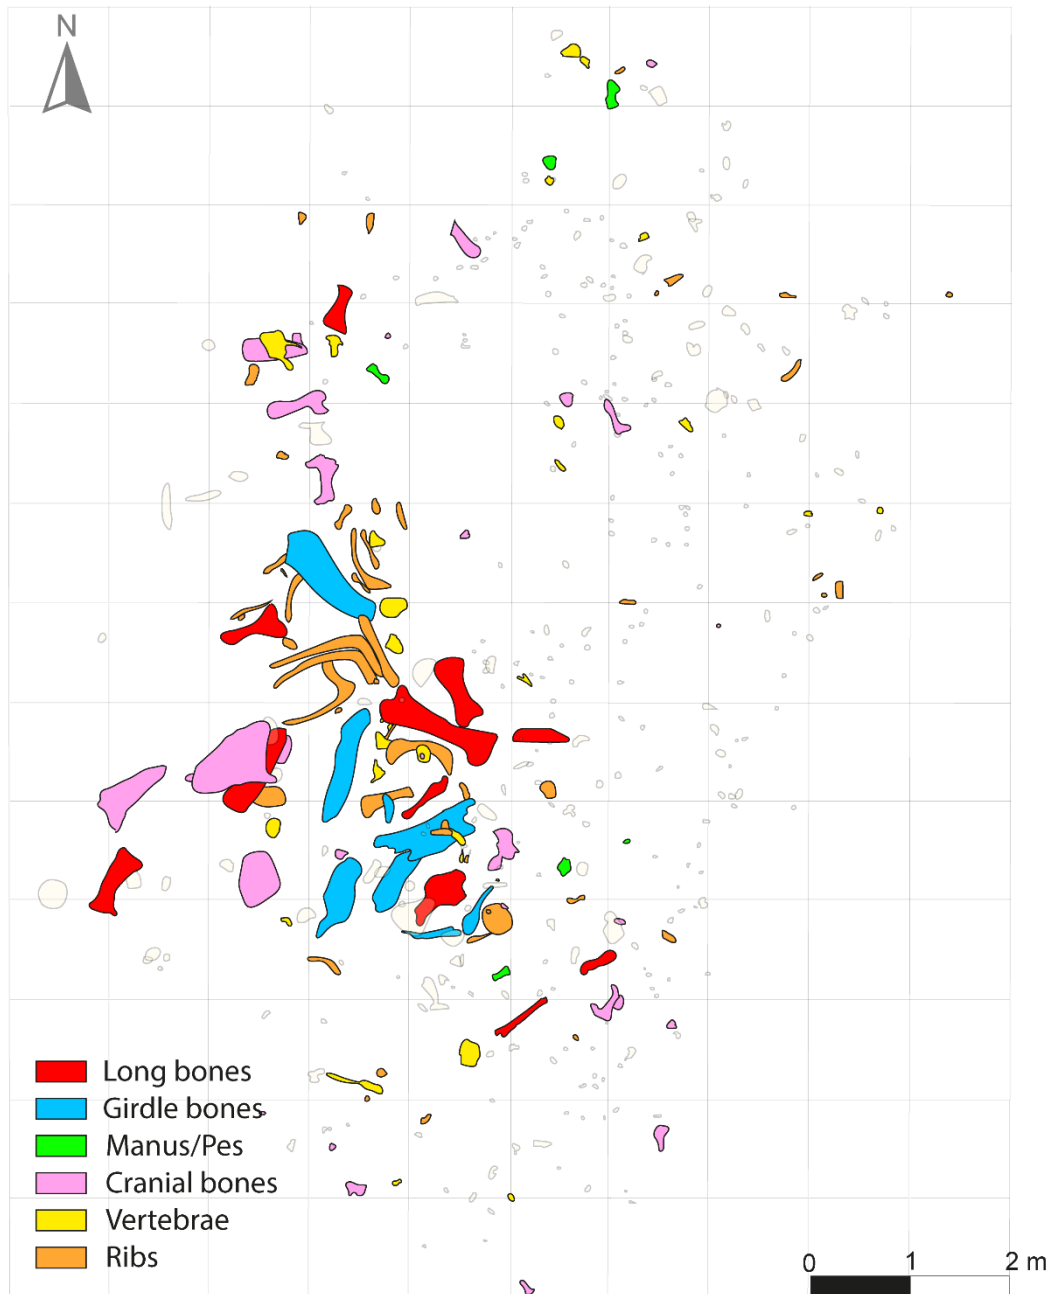 N
Long bones
Girdle bones
Manus/Pes
Cranial bones
Vertebrae
Ribs
0 1 2 m